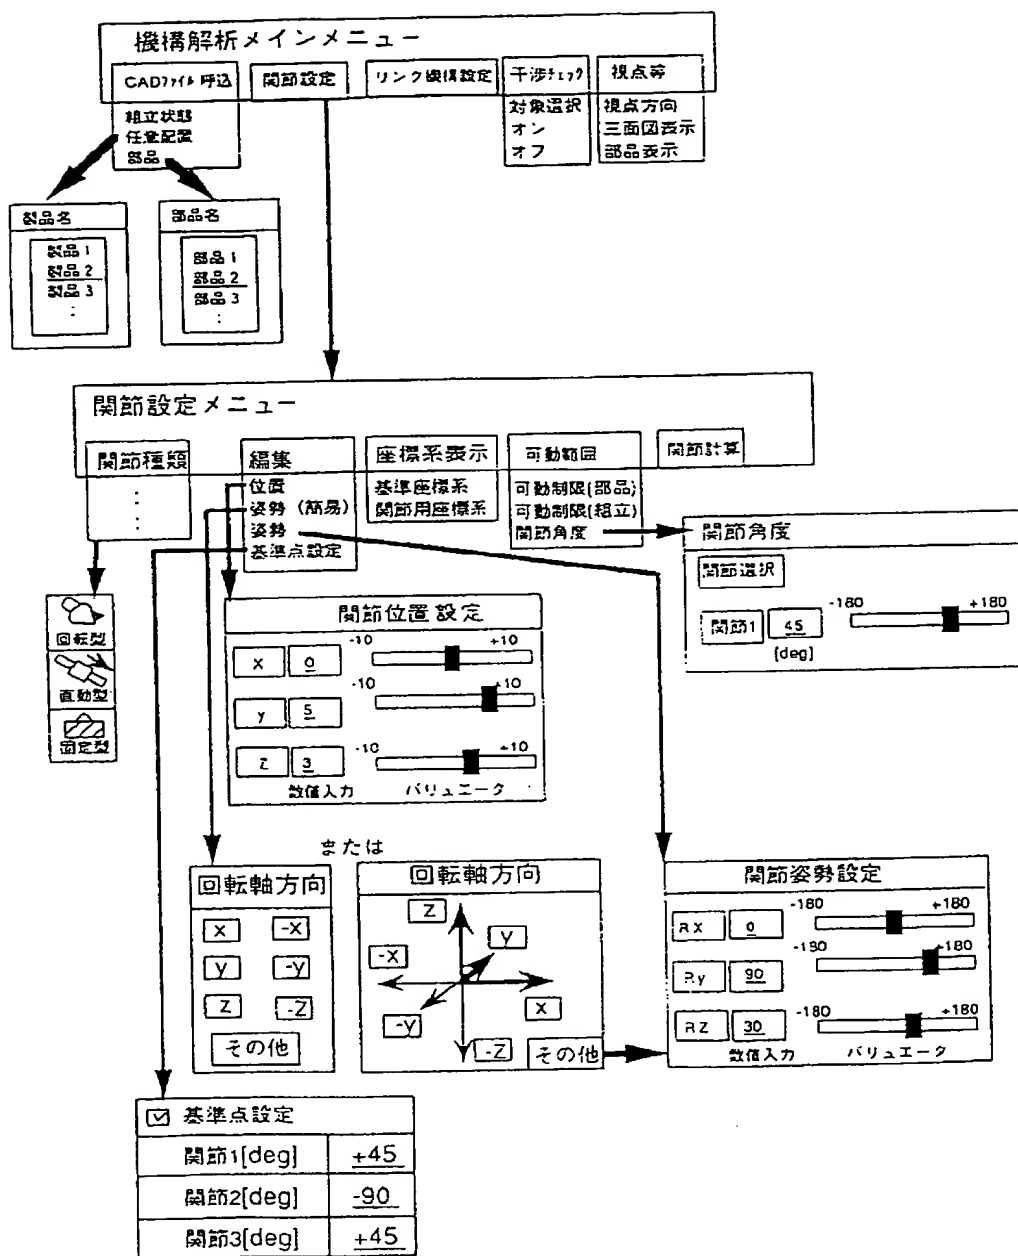 機構解析メインメニュー
CADファイル呼込 関節設定 リンク機構設定 干渉チェック 視点等
組立状態
任意配置
部品
対象選択
オン
オフ
視点方向
三面図表示
部品表示
製品名
製品1
製品2
製品3
⋮
部品名
部品1
部品2
部品3
⋮
関節設定メニュー
関節種類 編集 座標系表示 可動範囲 関節計算
⋮
位置
姿勢(簡易)
姿勢
基準点設定
基準座標系
関節用座標系
可動制限(部品)
可動制限(組立)
関節角度
関節角度
関節選択
関節1 45 -180 +180
[deg]
回転型
直動型
固定型
関節位置設定
X 0 -10 +10
y 5 -10 +10
Z 3 -10 +10
数値入力 バリュエータ
または
回転軸方向
X -X
y -y
Z -Z
その他
回転軸方向
Z
y
-X
X
-y
-Z
その他
関節姿勢設定
RX 0 -180 +180
Ry 90 -180 +180
RZ 30 -180 +180
数値入力 バリュエータ
基準点設定
関節1[deg] +45
関節2[deg] -90
関節3[deg] +45